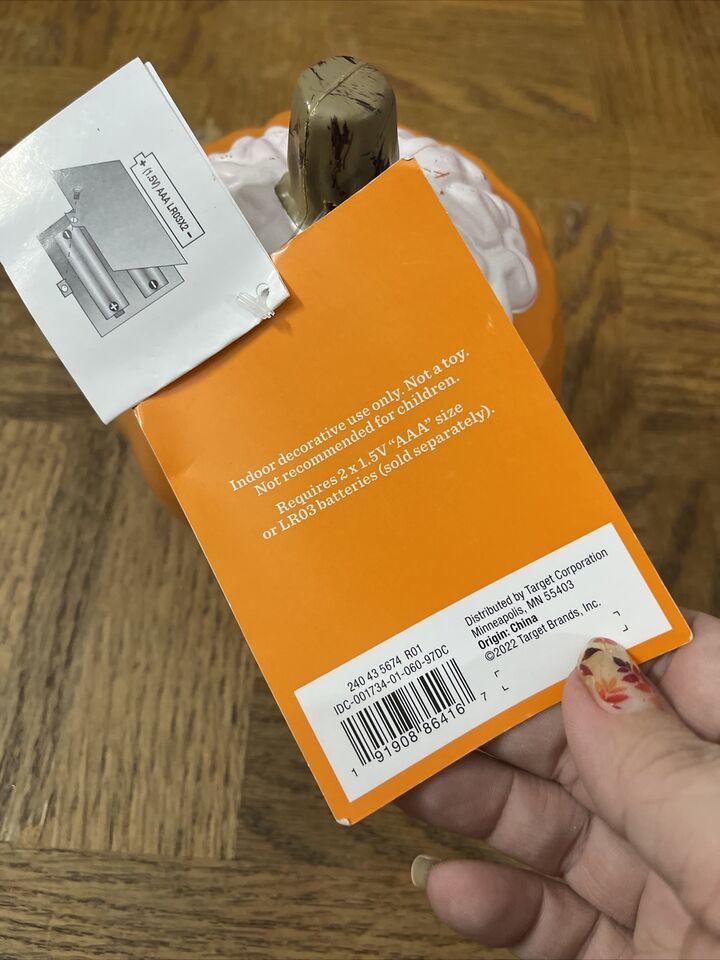 + (1.5V) AAA LR03X2 -
Indoor decorative use only. Not a toy.
Not recommended for children.
Requires 2 x 1.5V “AAA” size
or LR03 batteries (sold separately).
240 43 5674 R01
IDC-001734-01-060-97DC
1 91908 86416 7
Distributed by Target Corporation
Minneapolis, MN 55403
Origin: China
©2022 Target Brands, Inc.